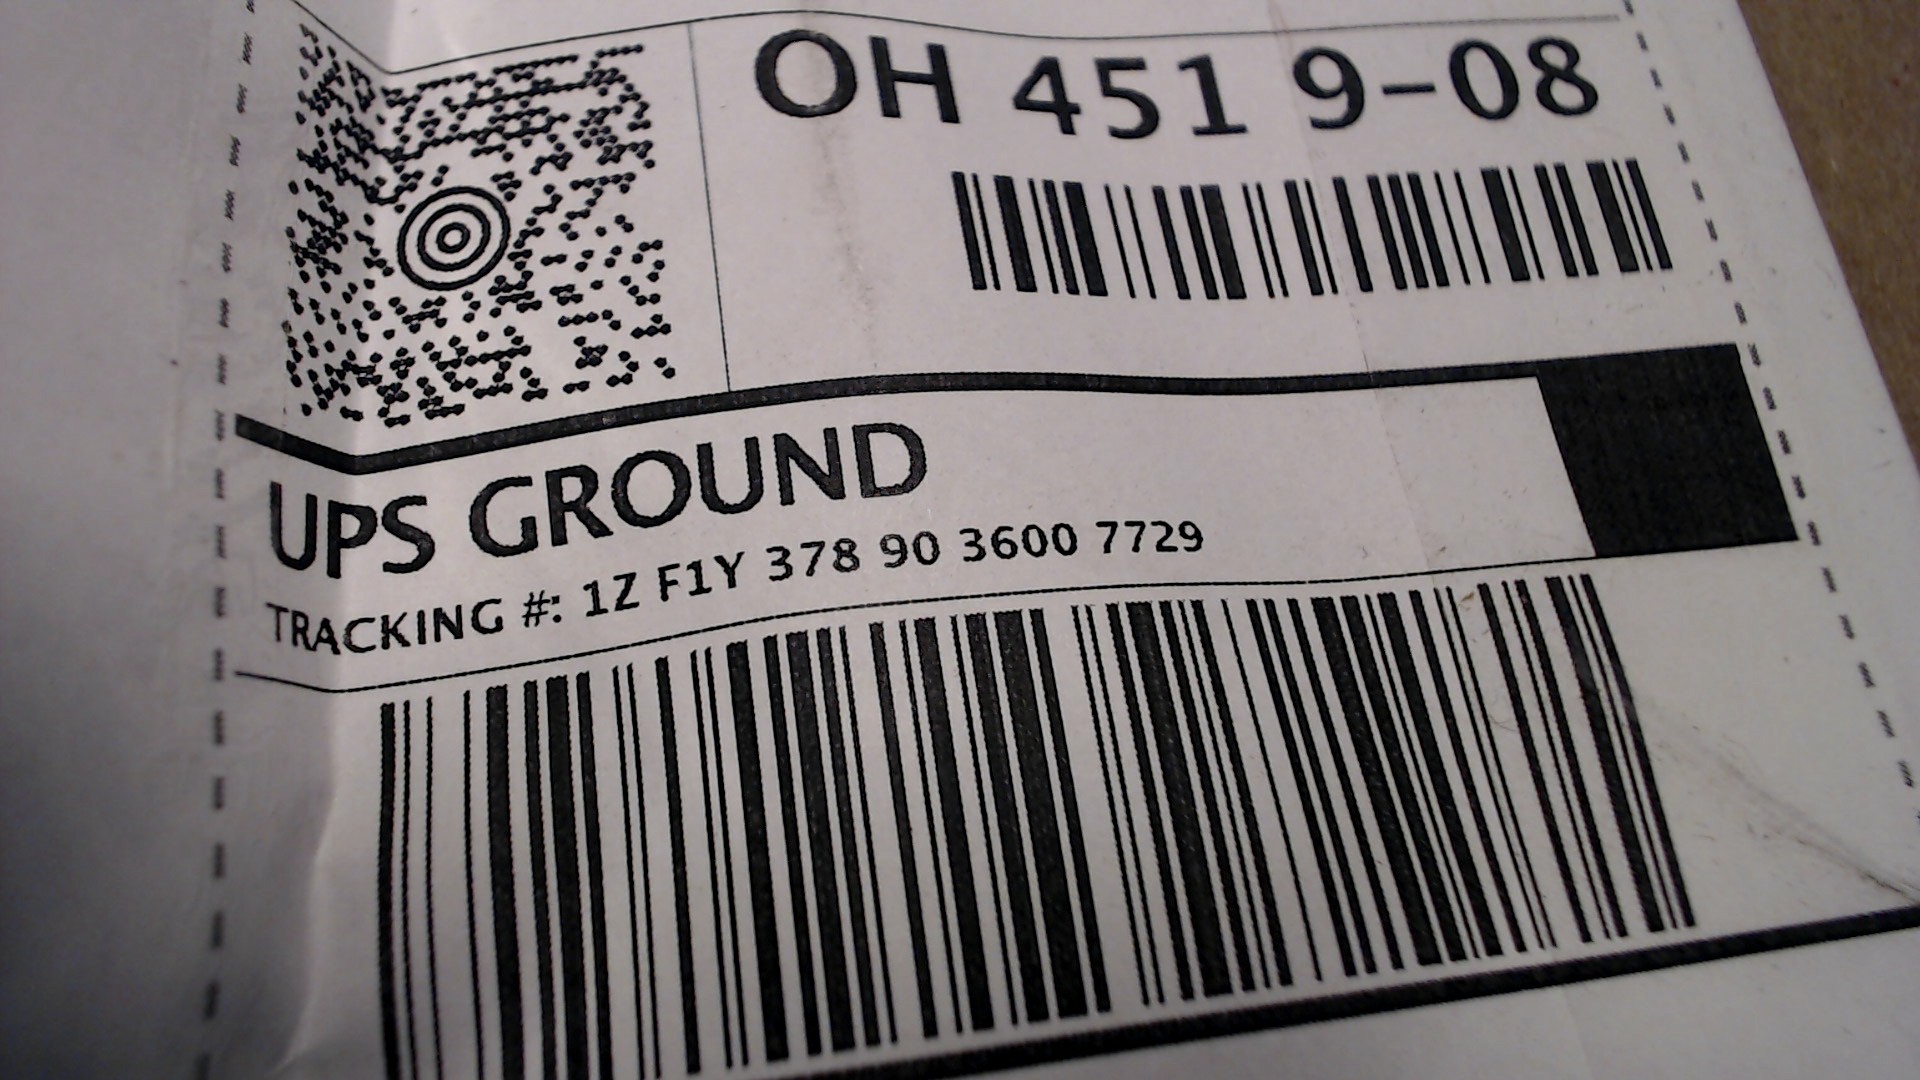 OH 451 9-08
UPS GROUND
TRACKING #: 1Z F1Y 378 90 3600 7729